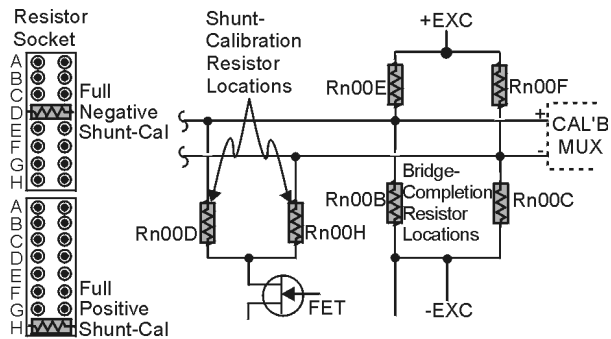 Resistor
Socket
A
B
C
D
E
F
G
H
Full
Negative
Shunt-Cal
A
B
C
D
E
F
G
H
Full
Positive
Shunt-Cal
Shunt-
Calibration
Resistor
Locations
+EXC
Rn00E
Rn00F
+
-
CAL'B
MUX
Rn00B
Bridge-
Completion
Resistor
Locations
Rn00C
Rn00D
Rn00H
FET
-EXC